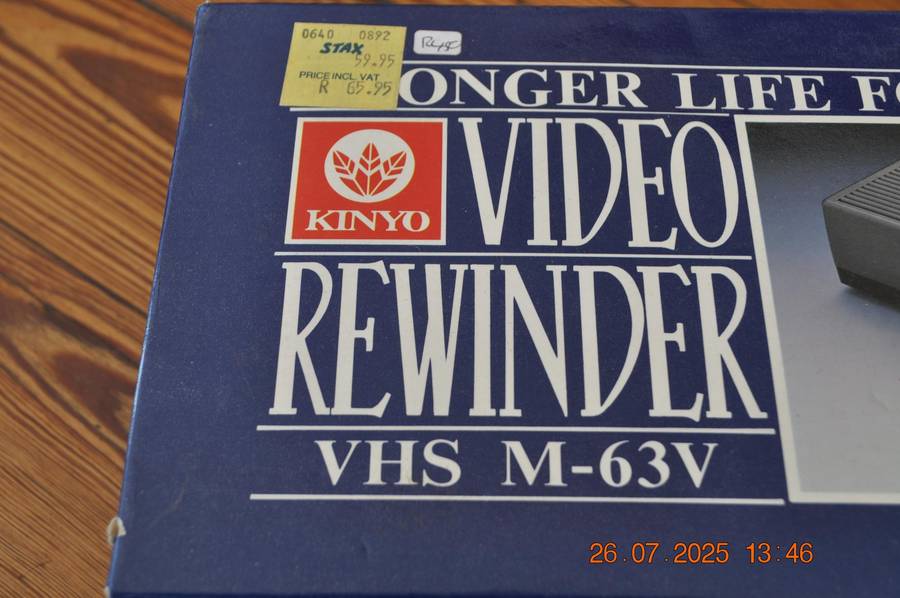 0640 0892
STAX
59.95
PRICE INCL. VAT
R 65.95
ONGER LIFE FO
KINYO
VIDEO
REWINDER
VHS M-63V
26.07.2025 13:46